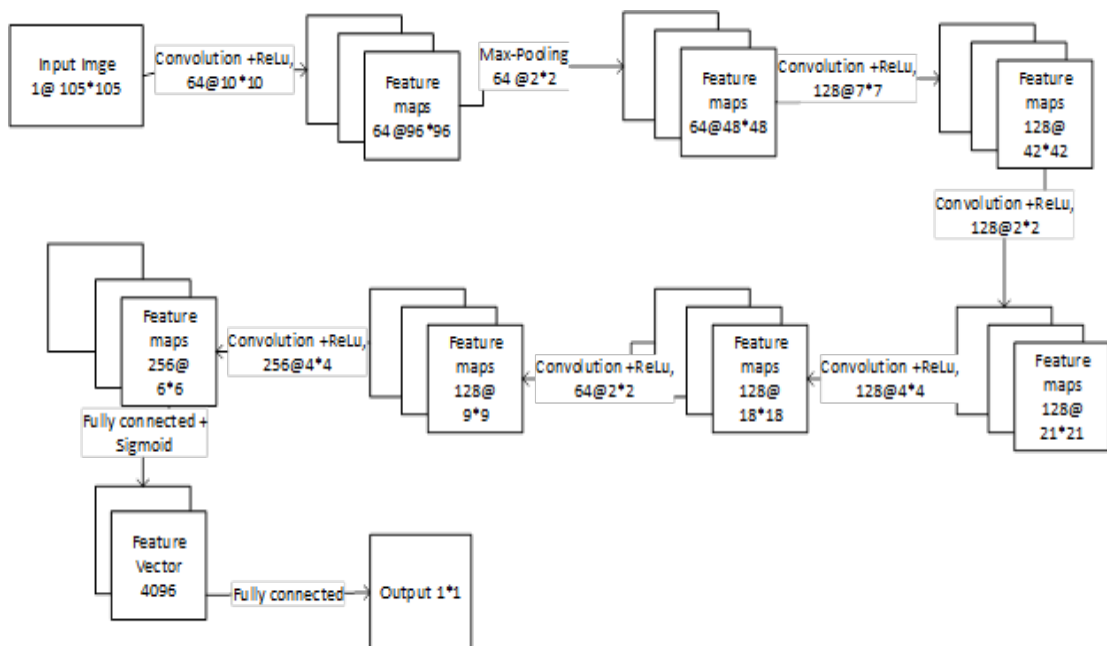 Input Imge
1@ 105*105
Convolution +ReLu,
64@10*10
Feature
maps
64@96*96
Max-Pooling
64 @2*2
Feature
maps
64@48*48
Convolution +ReLu,
128@7*7
Feature
maps
128@
42*42
Convolution +ReLu,
128@2*2
Feature
maps
128@
21*21
Convolution +ReLu,
128@4*4
Feature
maps
128@
18*18
Convolution +ReLu,
64@2*2
Feature
maps
128@
9*9
Convolution +ReLu,
256@4*4
Feature
maps
256@
6*6
Fully connected +
Sigmoid
Feature
Vector
4096
Fully connected
Output 1*1